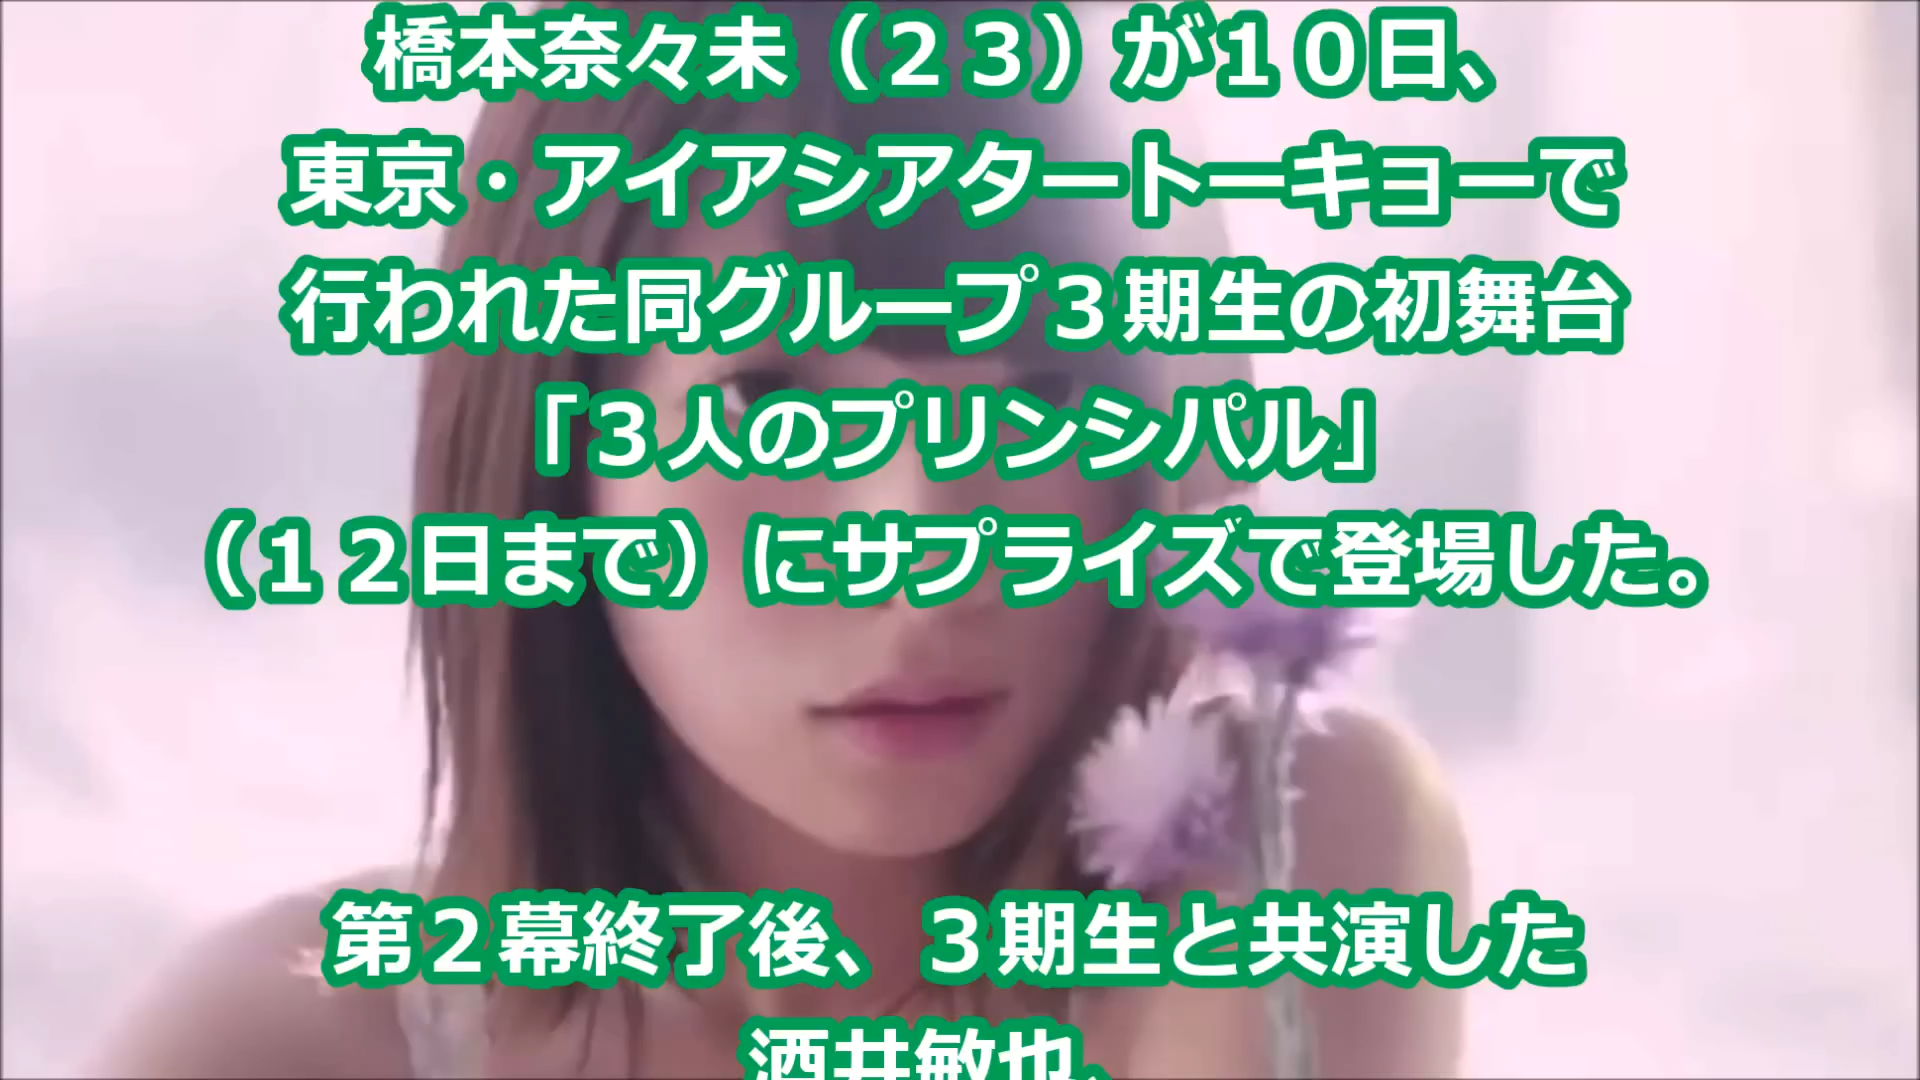 橋本奈々未（２３）が１０日、
東京・アイアシアタートーキョーで
行われた同グループ３期生の初舞台
「３人のプリンシパル」
（１２日まで）にサプライズで登場した。
第２幕終了後、３期生と共演した
酒井敏也、